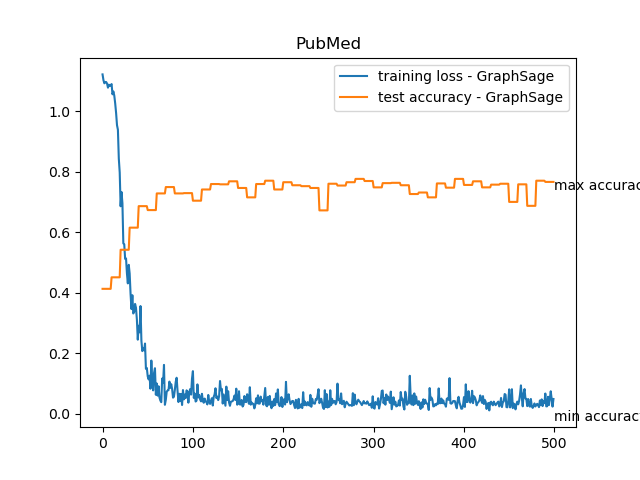 PubMed
training loss - GraphSage
test accuracy - GraphSage
1.0
0.8
0.6
0.4
0.2
0.0
max accurac
min accuracy
0
100
200
300
400
500